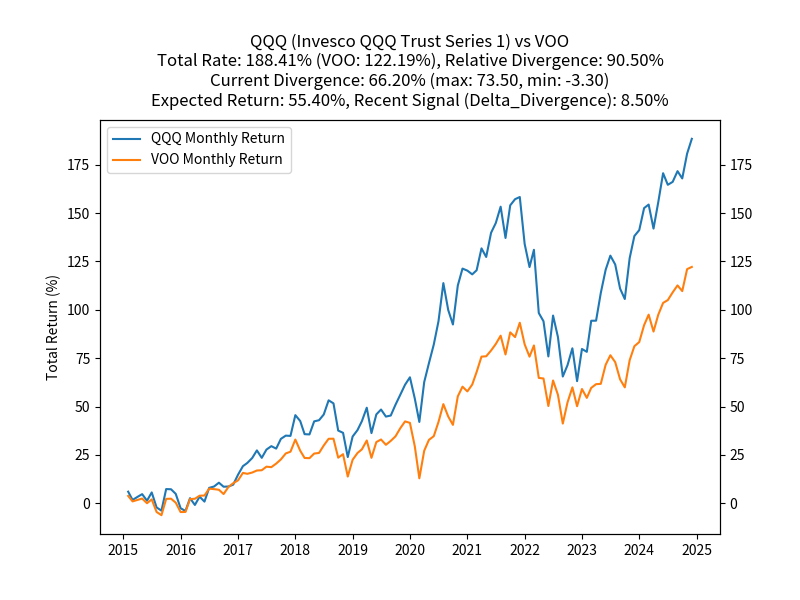 QQQ (Invesco QQQ Trust Series 1) vs VOO
Total Rate: 188.41% (VOO: 122.19%), Relative Divergence: 90.50%
Current Divergence: 66.20% (max: 73.50, min: -3.30)
Expected Return: 55.40%, Recent Signal (Delta_Divergence): 8.50%
QQQ Monthly Return
VOO Monthly Return
Total Return (%)
175
150
125
100
75
50
25
0
175
150
125
100
75
50
25
0
2015 2016 2017 2018 2019 2020 2021 2022 2023 2024 2025